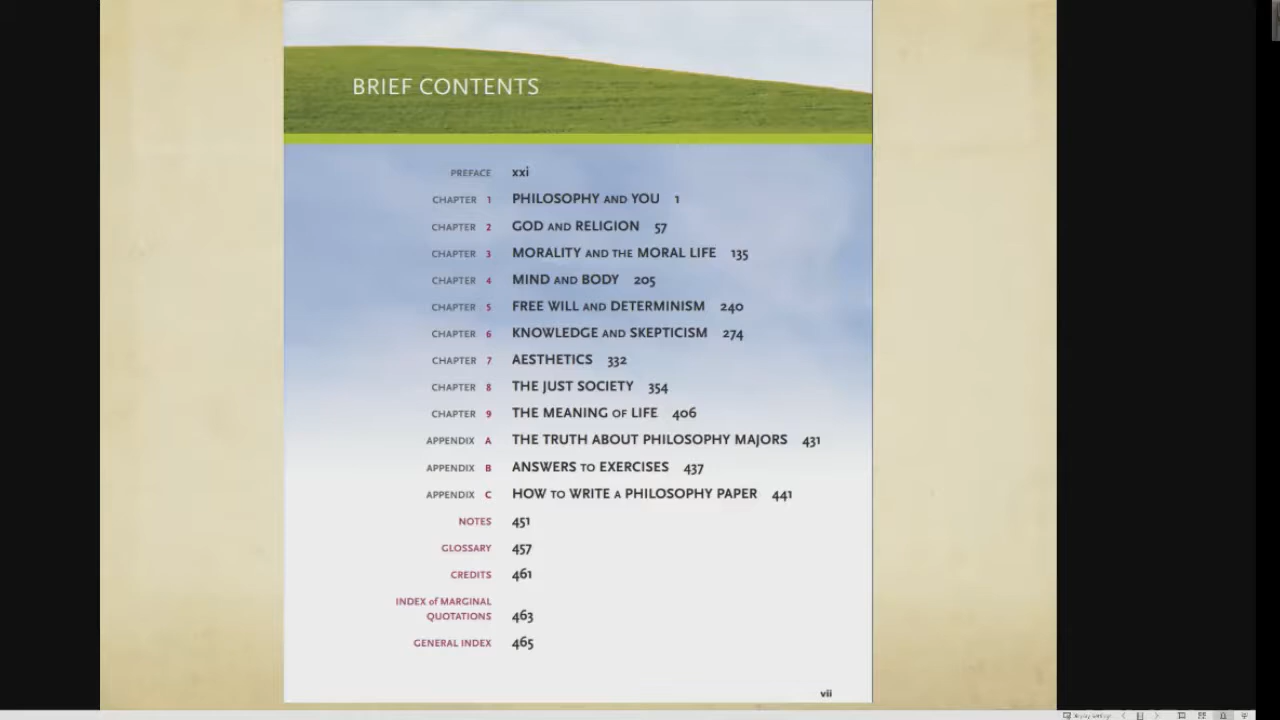 BRIEF CONTENTS
PREFACE xxi
CHAPTER 1 PHILOSOPHY AND YOU 1
CHAPTER 2 GOD AND RELIGION 57
CHAPTER 3 MORALITY AND THE MORAL LIFE 135
CHAPTER 4 MIND AND BODY 205
CHAPTER 5 FREE WILL AND DETERMINISM 240
CHAPTER 6 KNOWLEDGE AND SKEPTICISM 274
CHAPTER 7 AESTHETICS 332
CHAPTER 8 THE JUST SOCIETY 354
CHAPTER 9 THE MEANING OF LIFE 406
APPENDIX A THE TRUTH ABOUT PHILOSOPHY MAJORS 431
APPENDIX B ANSWERS TO EXERCISES 437
APPENDIX C HOW TO WRITE A PHILOSOPHY PAPER 441
NOTES 451
GLOSSARY 457
CREDITS 461
INDEX of MARGINAL
QUOTATIONS 463
GENERAL INDEX 465
vii